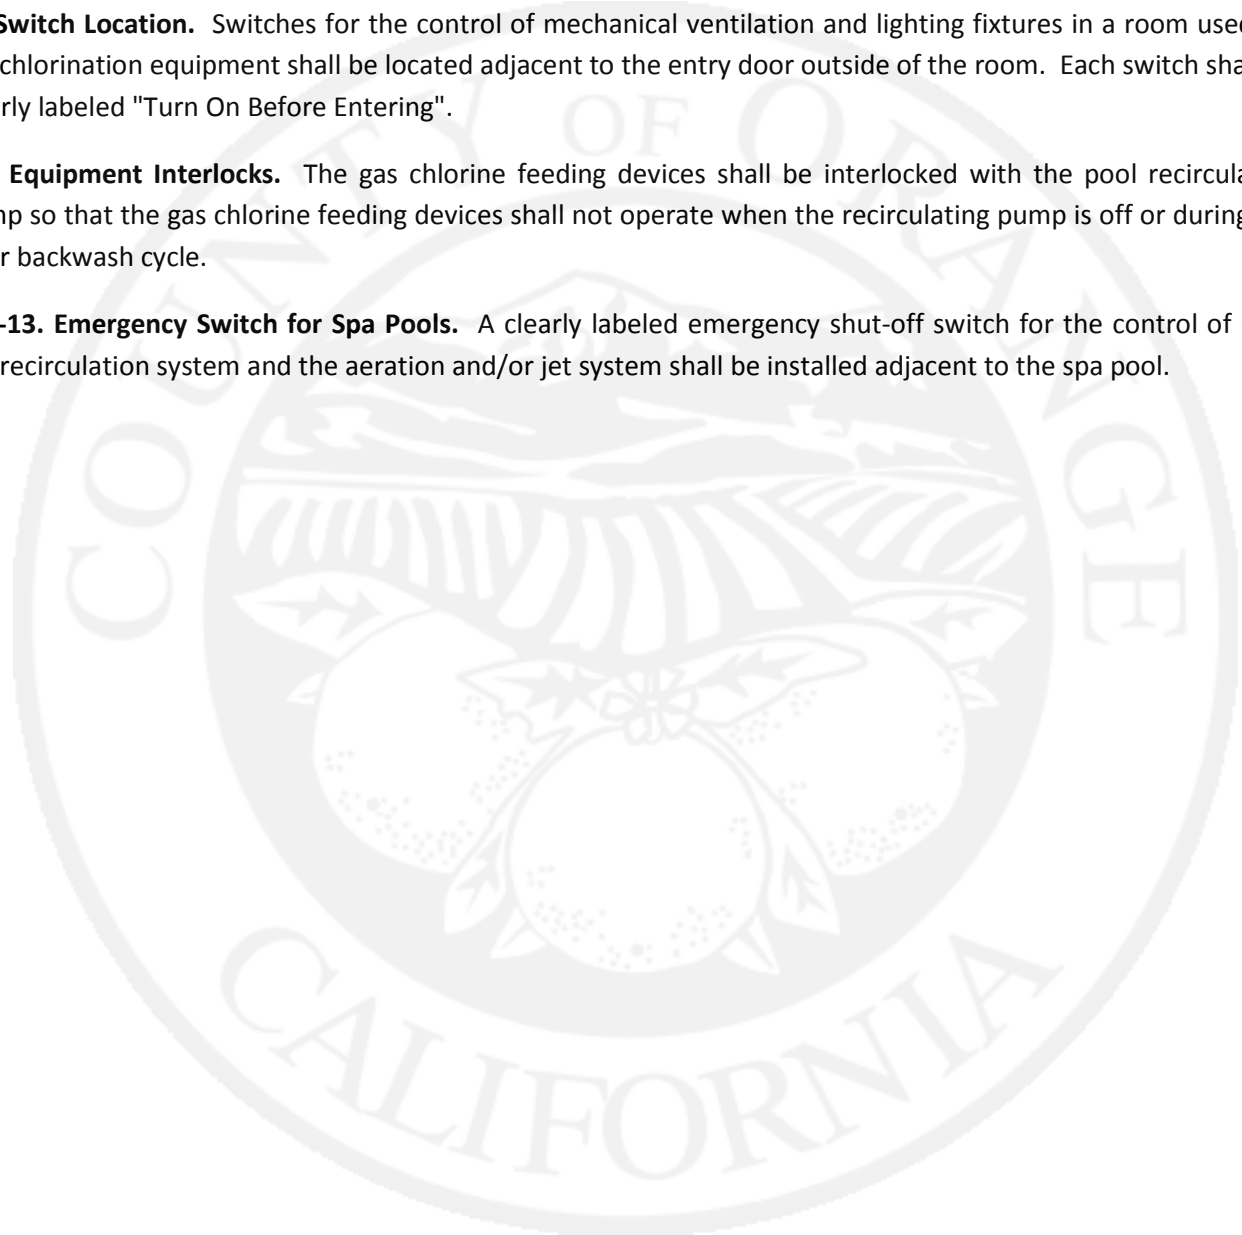 Switch Location. Switches for the control of mechanical ventilation and lighting fixtures in a room used
chlorination equipment shall be located adjacent to the entry door outside of the room. Each switch sha
rly labeled "Turn On Before Entering".
Equipment Interlocks. The gas chlorine feeding devices shall be interlocked with the pool recircula
np so that the gas chlorine feeding devices shall not operate when the recirculating pump is off or during
r backwash cycle.
-13. Emergency Switch for Spa Pools. A clearly labeled emergency shut-off switch for the control of
recirculation system and the aeration and/or jet system shall be installed adjacent to the spa pool.
COUNTY OF ORANGE
CALIFORNIA